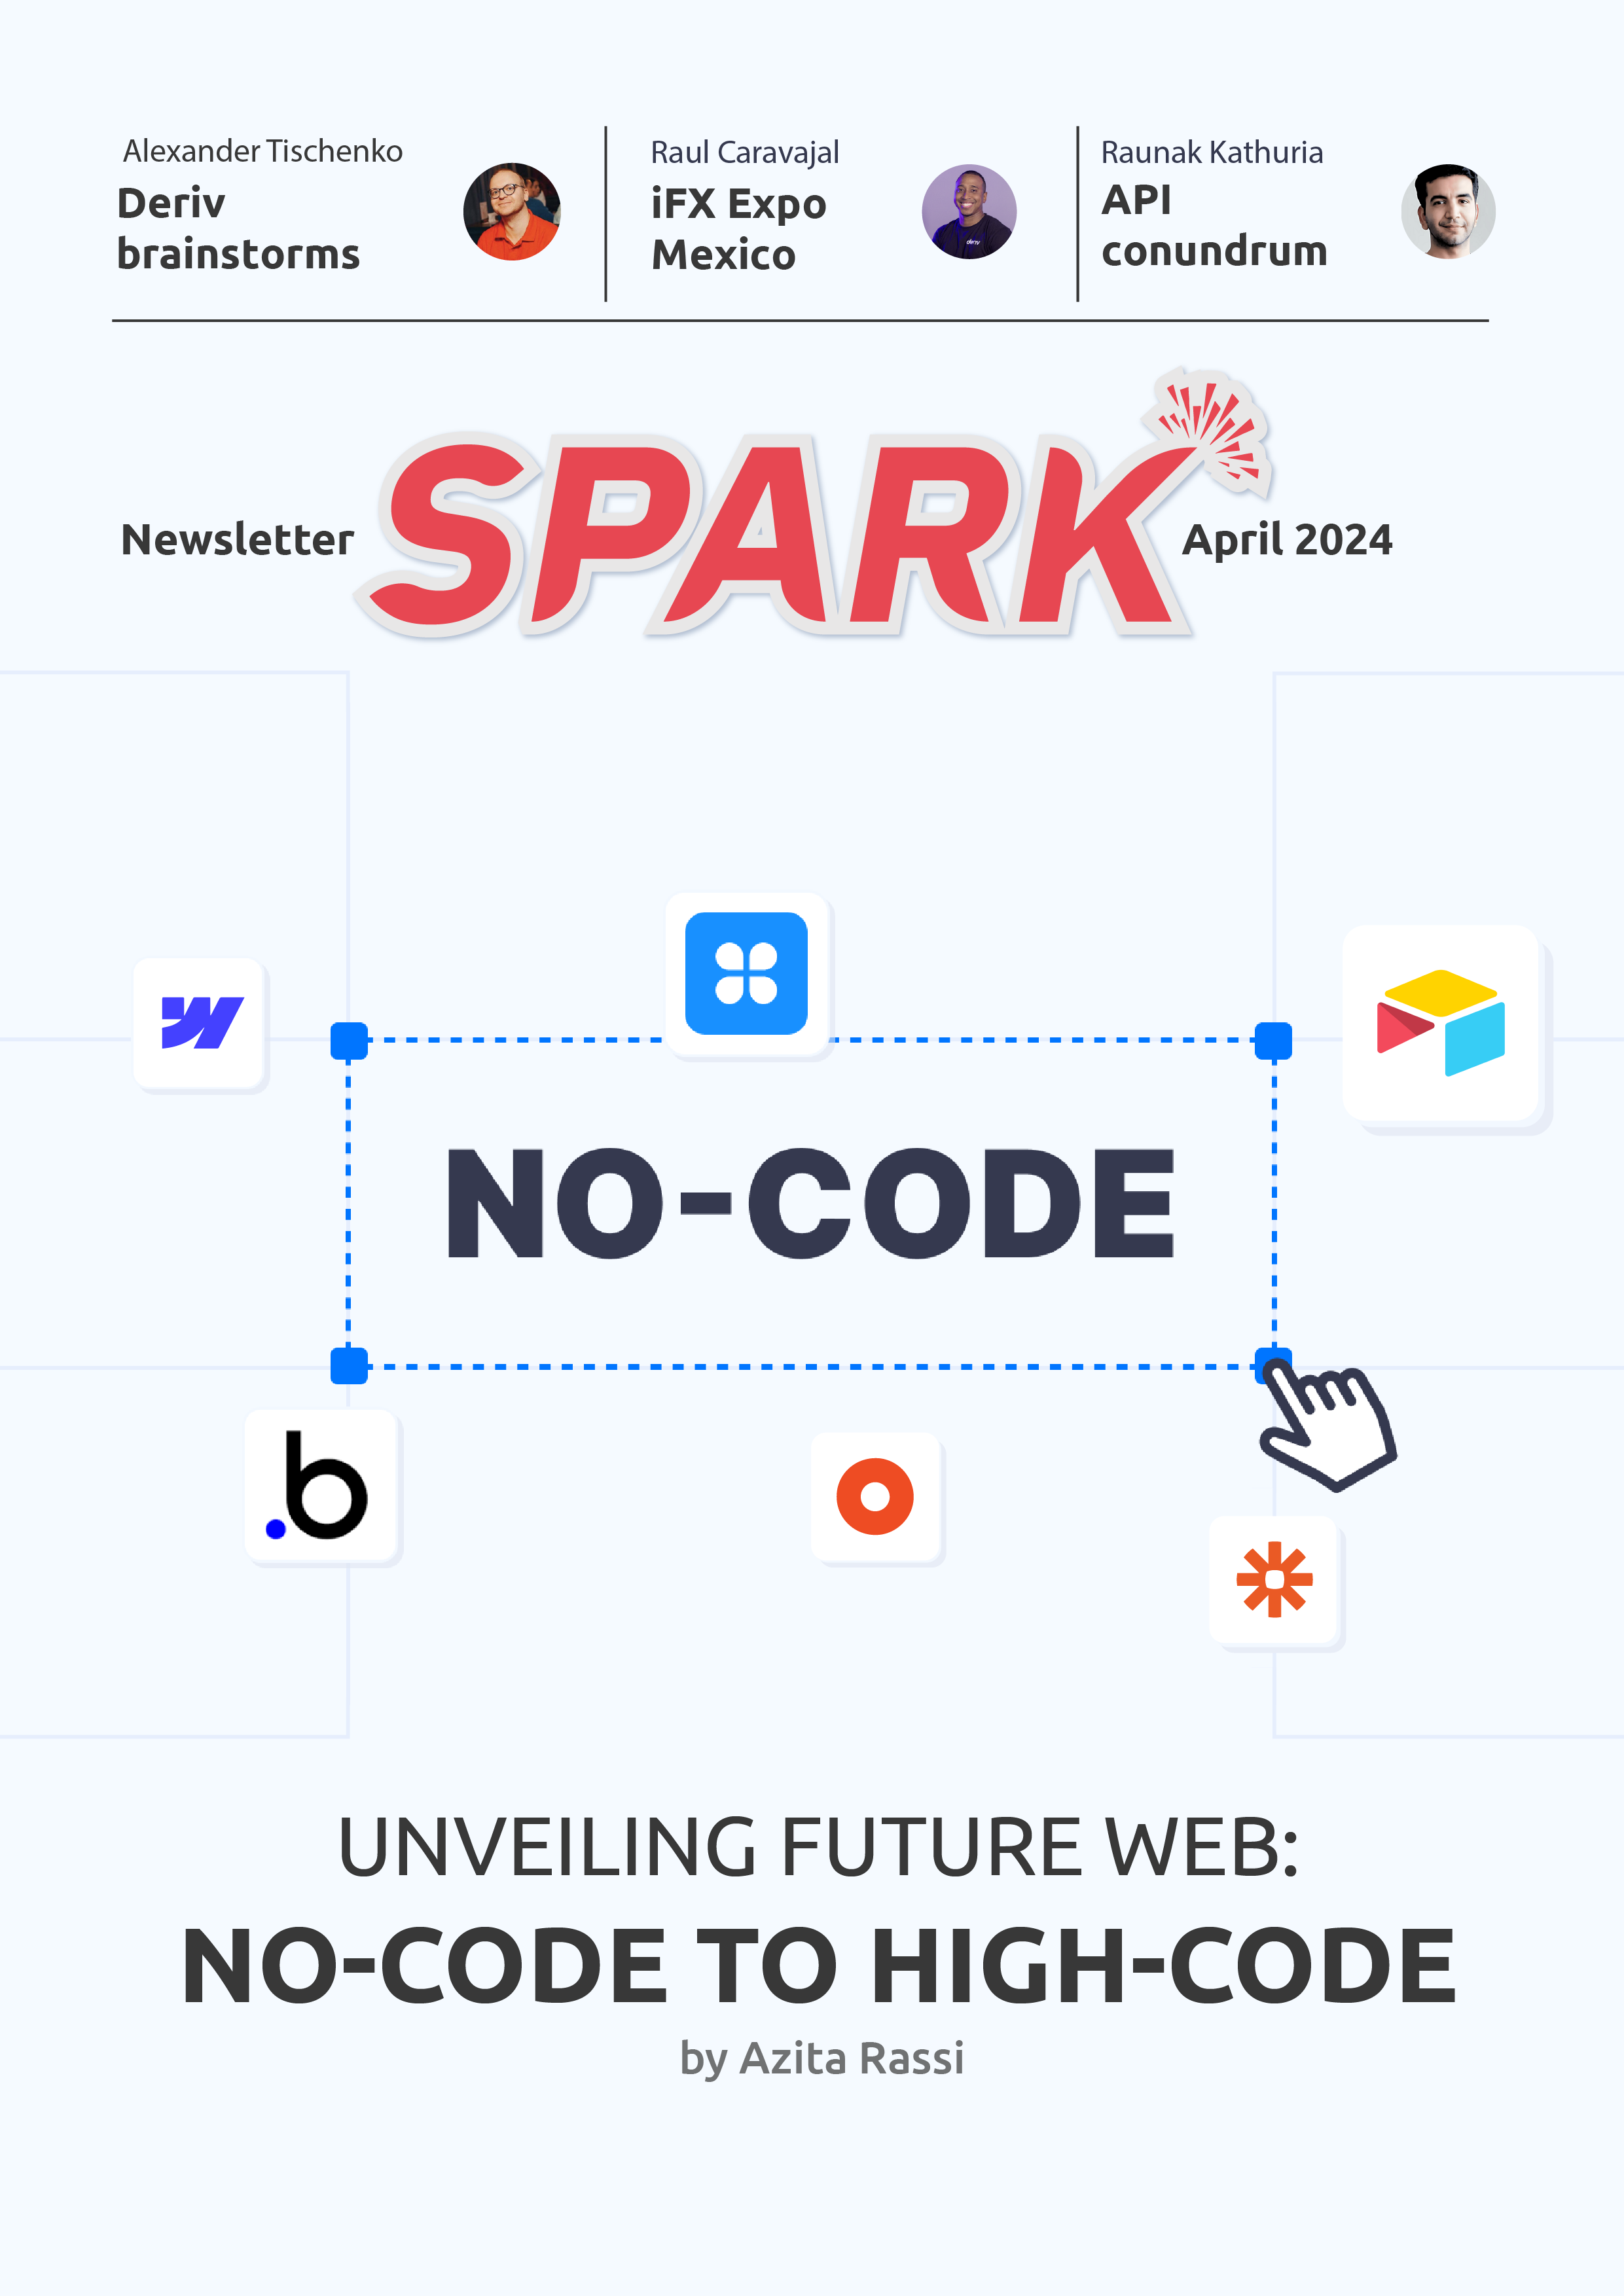 Alexander Tischenko
Deriv
brainstorms
Raul Caravajal
iFX Expo
Mexico
Raunak Kathuria
API
conundrum
Newsletter
SPARK
April 2024
NO-CODE
.b
UNVEILING FUTURE WEB:
NO-CODE TO HIGH-CODE
by Azita Rassi